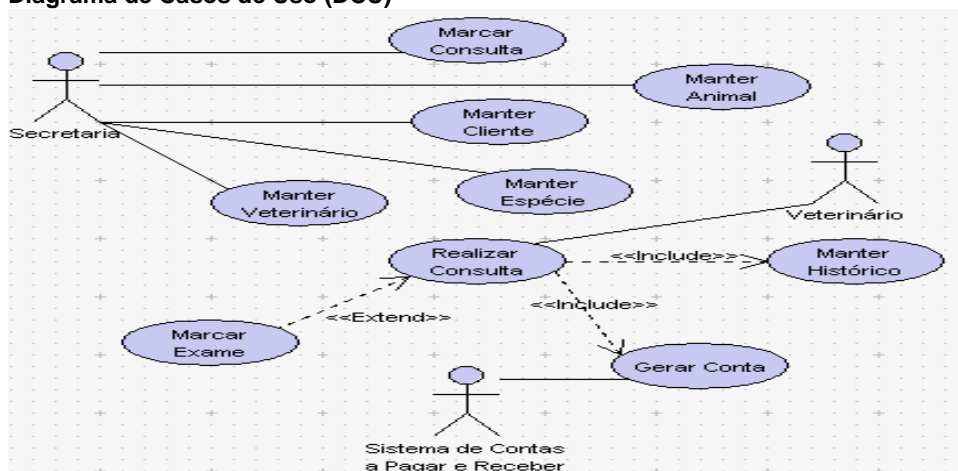 Diagrama de Casos de Uso (DCU)
Marcar
Consulta
Manter
Animal
Secretaria
Manter
Cliente
Manter
Veterinário
Manter
Espécie
Veterinário
Realizar
Consulta
<<Include>>
Manter
Histórico
<<Include>>
<<Extend>>
Marcar
Exame
Gerar Conta
Sistema de Contas
a Pagar e Receber